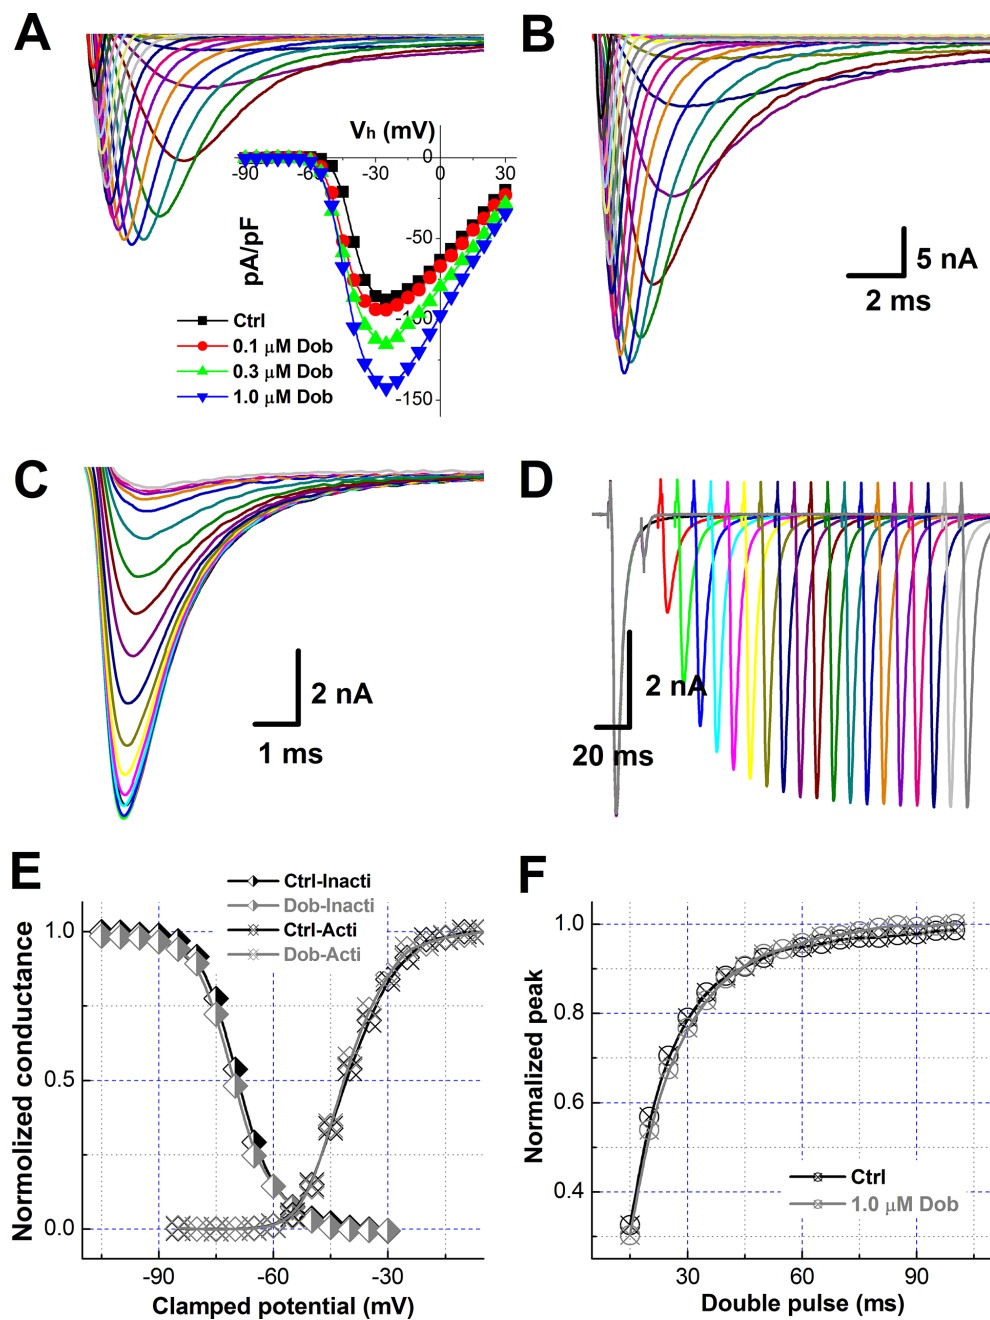 A
B
V h (mV)
-90
-60
-30
0
30
-50
-100
-150
pA/pF
Ctrl
0.1 μM Dob
0.3 μM Dob
1.0 μM Dob
5 nA
2 ms
C
D
2 nA
1 ms
2 nA
20 ms
E
Ctrl-Inacti
Dob-Inacti
Ctrl-Acti
Dob-Acti
Normolized conductance
1.0
0.5
0.0
-90
-60
-30
Clamped potential (mV)
F
Normalized peak
1.0
0.8
0.6
0.4
Ctrl
1.0 μM Dob
30
60
90
Double pulse (ms)